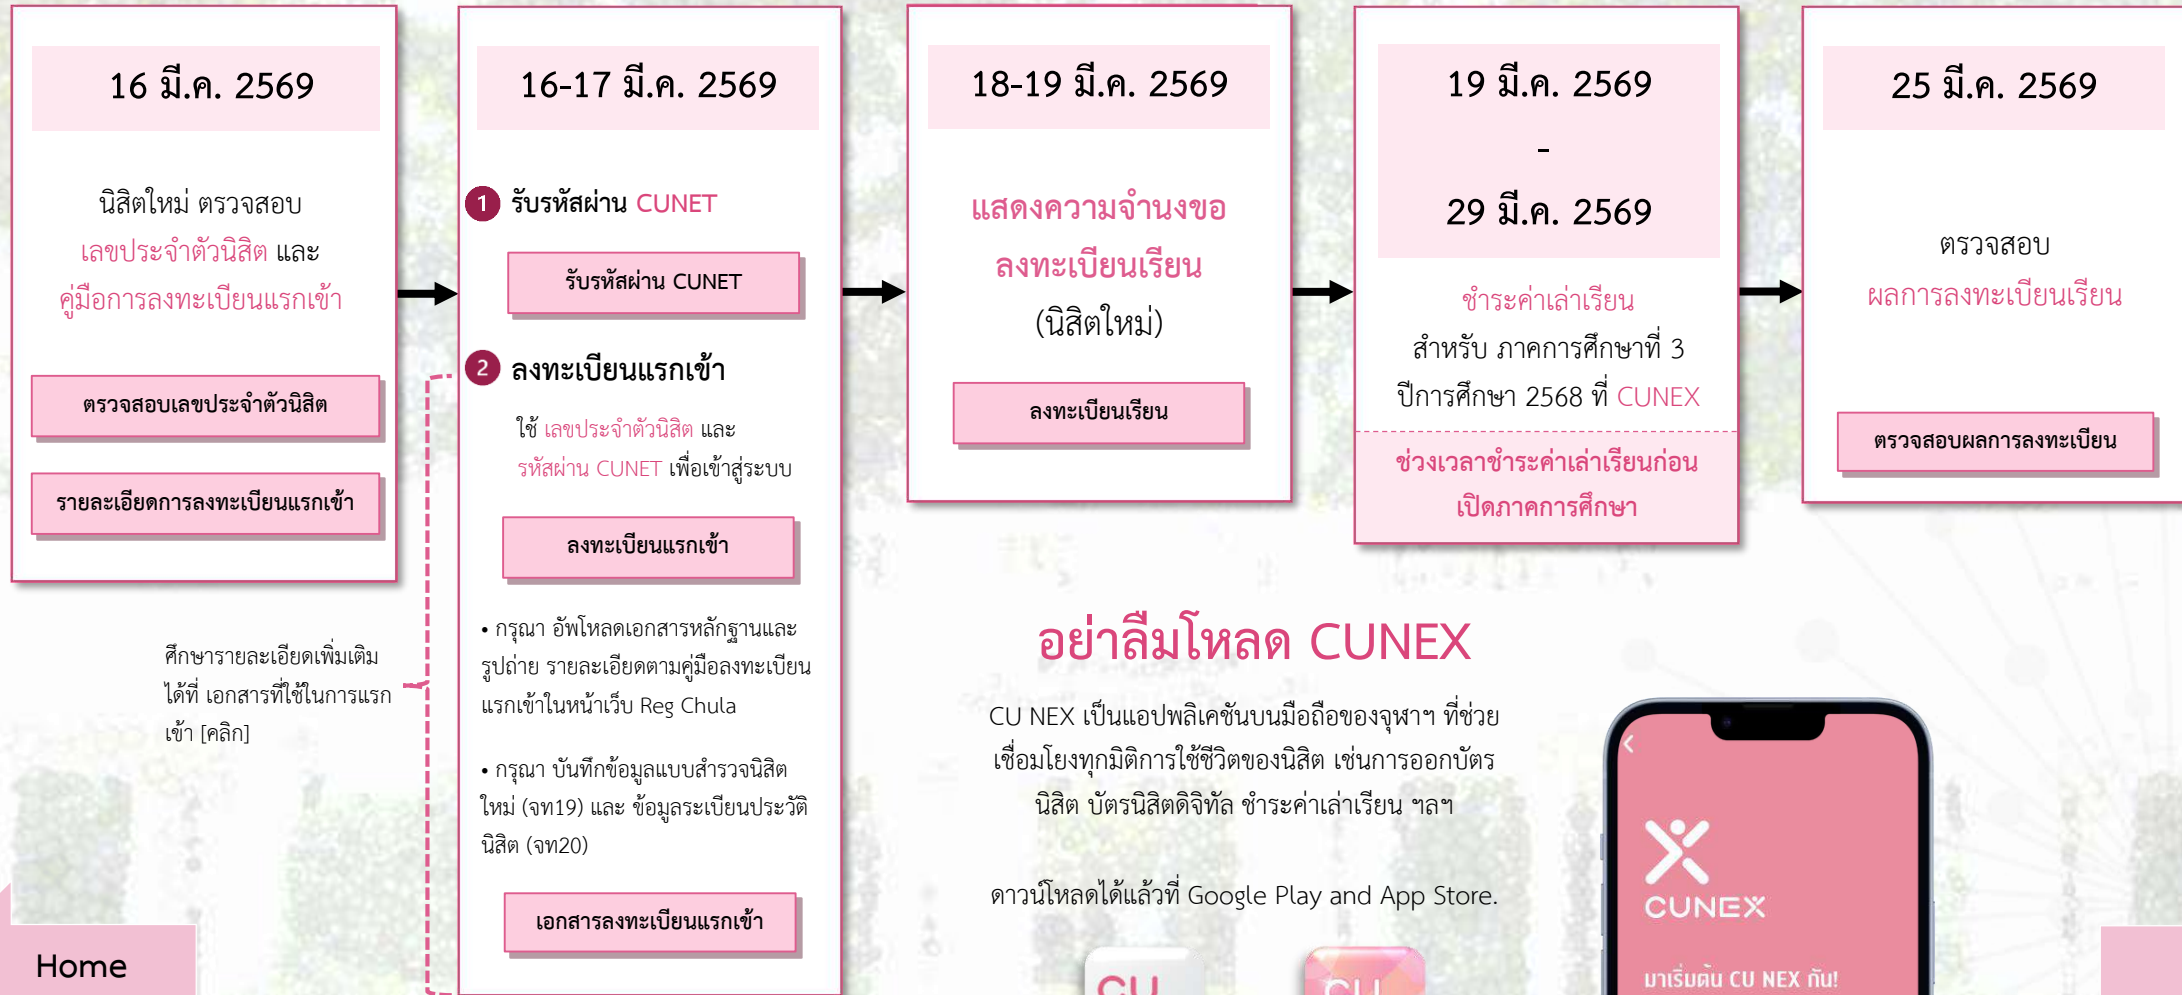 16 มี.ค. 2569
นิสิตใหม่ ตรวจสอบ
เลขประจำตัวนิสิต และ
คู่มือการลงทะเบียนแรกเข้า
ตรวจสอบเลขประจำตัวนิสิต
รายละเอียดการลงทะเบียนแรกเข้า
16-17 มี.ค. 2569
1 รับรหัสผ่าน CUNET
รับรหัสผ่าน CUNET
2 ลงทะเบียนแรกเข้า
ใช้ เลขประจำตัวนิสิต และ
รหัสผ่าน CUNET เพื่อเข้าสู่ระบบ
ลงทะเบียนแรกเข้า
• กรุณา อัพโหลดเอกสารหลักฐานและ
รูปถ่าย รายละเอียดตามคู่มือลงทะเบียน
แรกเข้าในหน้าเว็บ Reg Chula
• กรุณา บันทึกข้อมูลแบบสำรวจนิสิต
ใหม่ (จท19) และ ข้อมูลระเบียนประวัติ
นิสิต (จท20)
เอกสารลงทะเบียนแรกเข้า
ศึกษารายละเอียดเพิ่มเติม
ได้ที่ เอกสารที่ใช้ในการแรก
เข้า [คลิก]
18-19 มี.ค. 2569
แสดงความจำนงขอ
ลงทะเบียนเรียน
(นิสิตใหม่)
ลงทะเบียนเรียน
19 มี.ค. 2569
-
29 มี.ค. 2569
ชำระค่าเล่าเรียน
สำหรับ ภาคการศึกษาที่ 3
ปีการศึกษา 2568 ที่ CUNEX
ช่วงเวลาชำระค่าเล่าเรียนก่อน
เปิดภาคการศึกษา
25 มี.ค. 2569
ตรวจสอบ
ผลการลงทะเบียนเรียน
ตรวจสอบผลการลงทะเบียน
อย่าลืมโหลด CUNEX
CU NEX เป็นแอปพลิเคชันบนมือถือของจุฬาฯ ที่ช่วย
เชื่อมโยงทุกมิติการใช้ชีวิตของนิสิต เช่นการออกบัตร
นิสิต บัตรนิสิตดิจิทัล ชำระค่าเล่าเรียน ฯลฯ
ดาวน์โหลดได้แล้วที่ Google Play and App Store.
CU
CU
CUNEX
มาเริ่มต้น CU NEX กัน!
Home